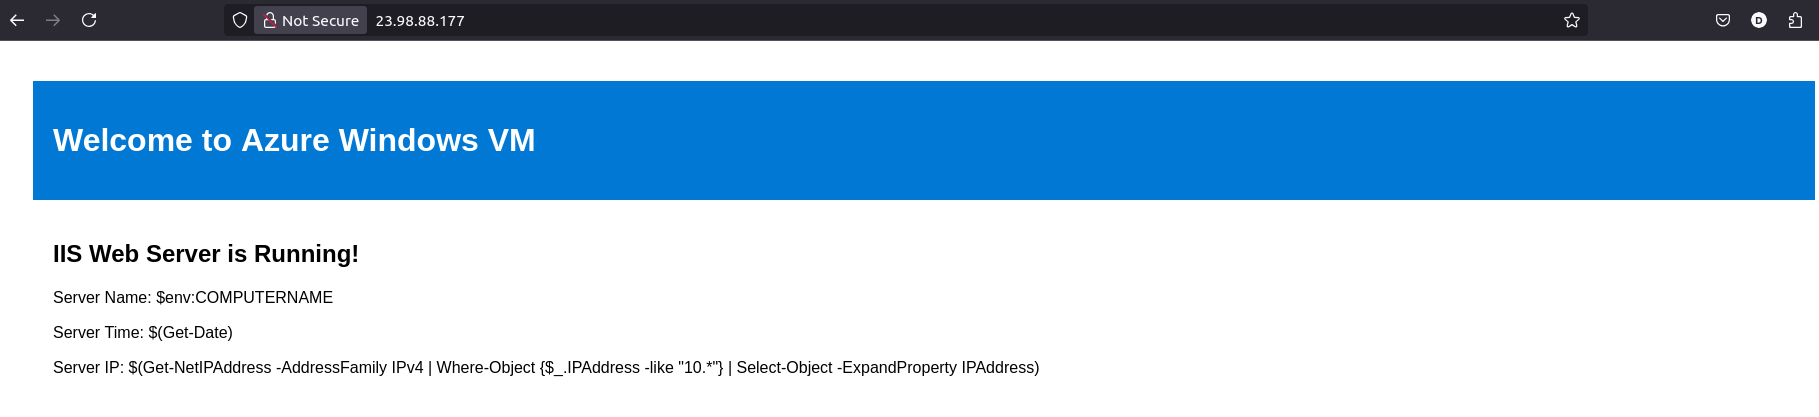 Not Secure 23.98.88.177 D
Welcome to Azure Windows VM
IIS Web Server is Running!
Server Name: $env:COMPUTERNAME
Server Time: $(Get-Date)
Server IP: $(Get-NetIPAddress -AddressFamily IPv4 | Where-Object {$_.IPAddress -like "10.*"} | Select-Object -ExpandProperty IPAddress)